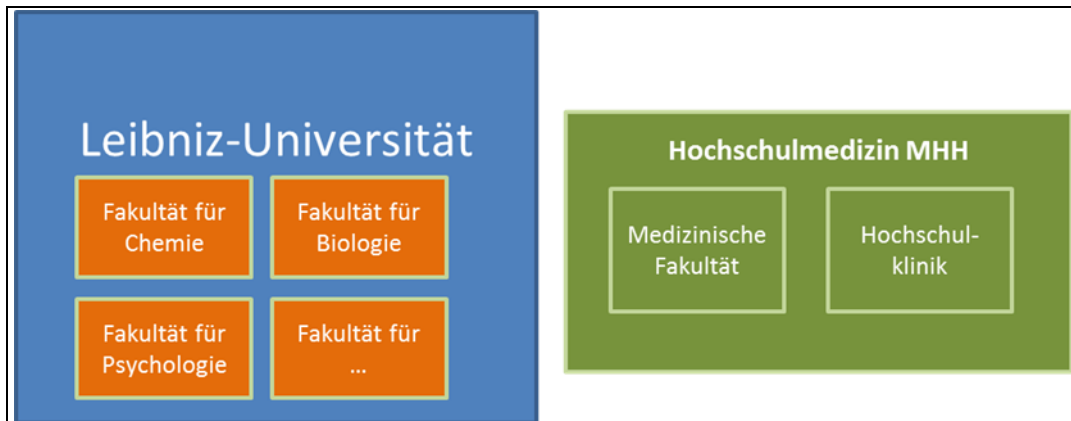 Leibniz-Universität
Fakultät für
Chemie
Fakultät für
Biologie
Fakultät für
Psychologie
Fakultät für
...
Hochschulmedizin MHH
Medizinische
Fakultät
Hochschul-
klinik